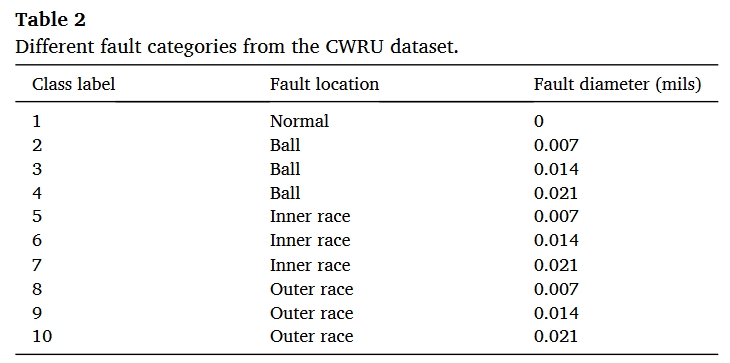 Table 2
Different fault categories from the CWRU dataset.
Class label Fault location Fault diameter (mils)
1 Normal 0
2 Ball 0.007
3 Ball 0.014
4 Ball 0.021
5 Inner race 0.007
6 Inner race 0.014
7 Inner race 0.021
8 Outer race 0.007
9 Outer race 0.014
10 Outer race 0.021